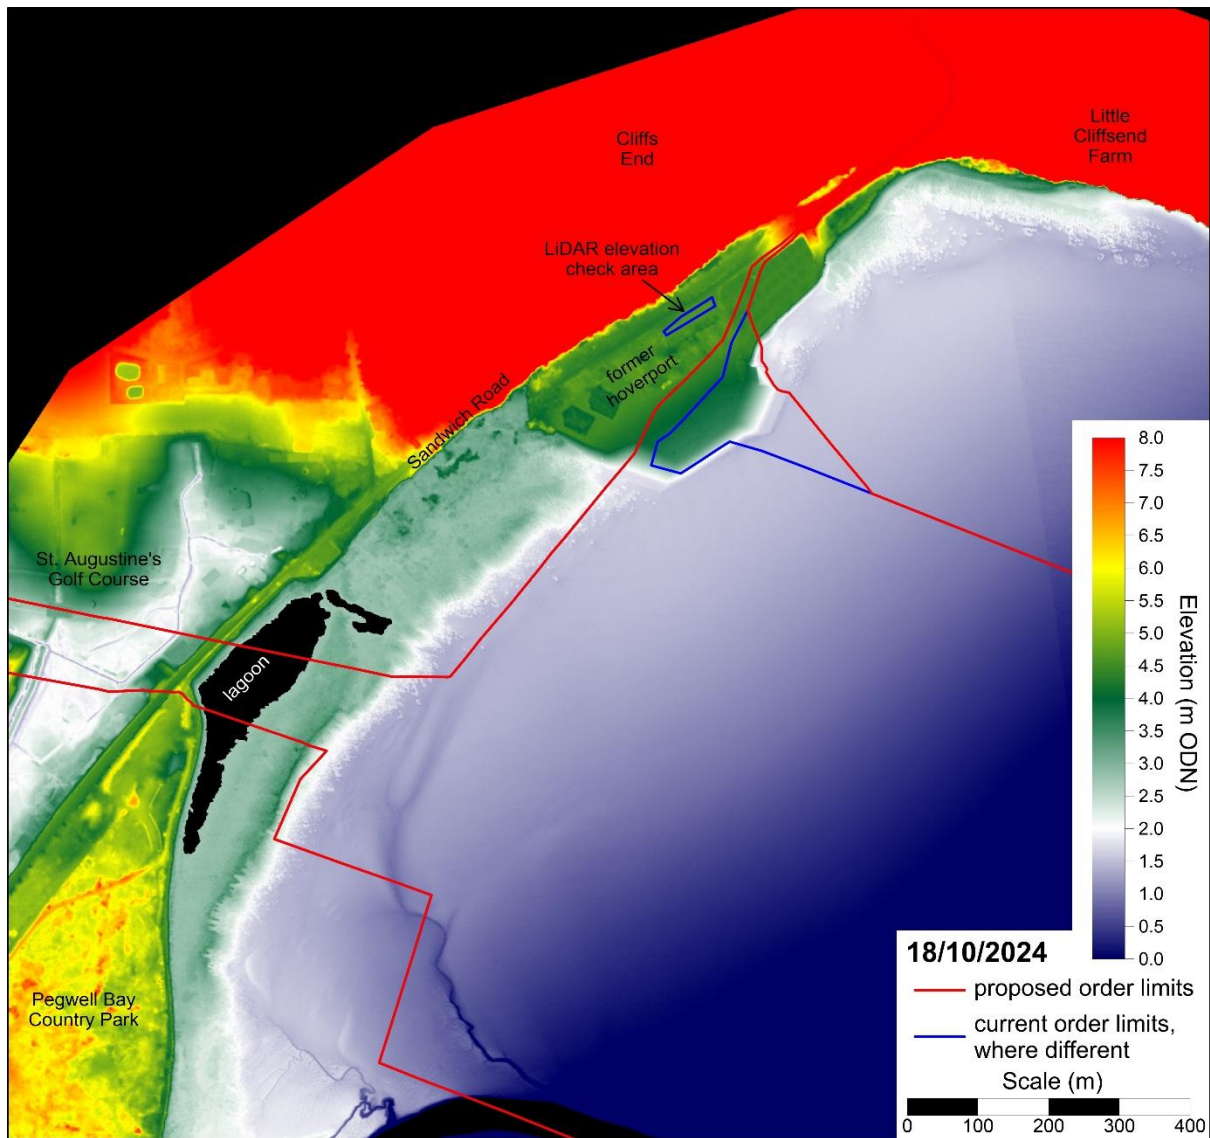 Little
Cliffsend
Farm
Cliffs
End
LiDAR elevation
check area
former
hoverport
Sandwich Road
St. Augustine's
Golf Course
lagoon
Pegwell Bay
Country Park
8.0
7.5
7.0
6.5
6.0
5.5
5.0
4.5
4.0
3.5
3.0
2.5
2.0
1.5
1.0
0.5
0.0
Elevation (m ODN)
18/10/2024
proposed order limits
current order limits,
where different
Scale (m)
0 100 200 300 400